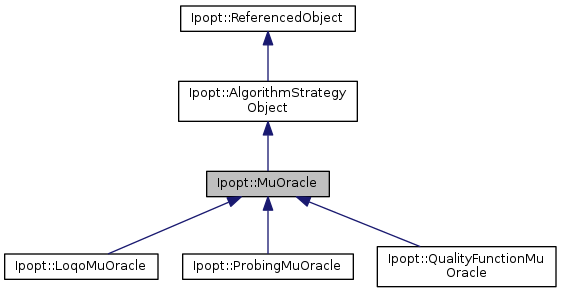 Ipopt::ReferencedObject
Ipopt::AlgorithmStrategy
Object
Ipopt::MuOracle
Ipopt::LoqoMuOracle
Ipopt::ProbingMuOracle
Ipopt::QualityFunctionMu
Oracle